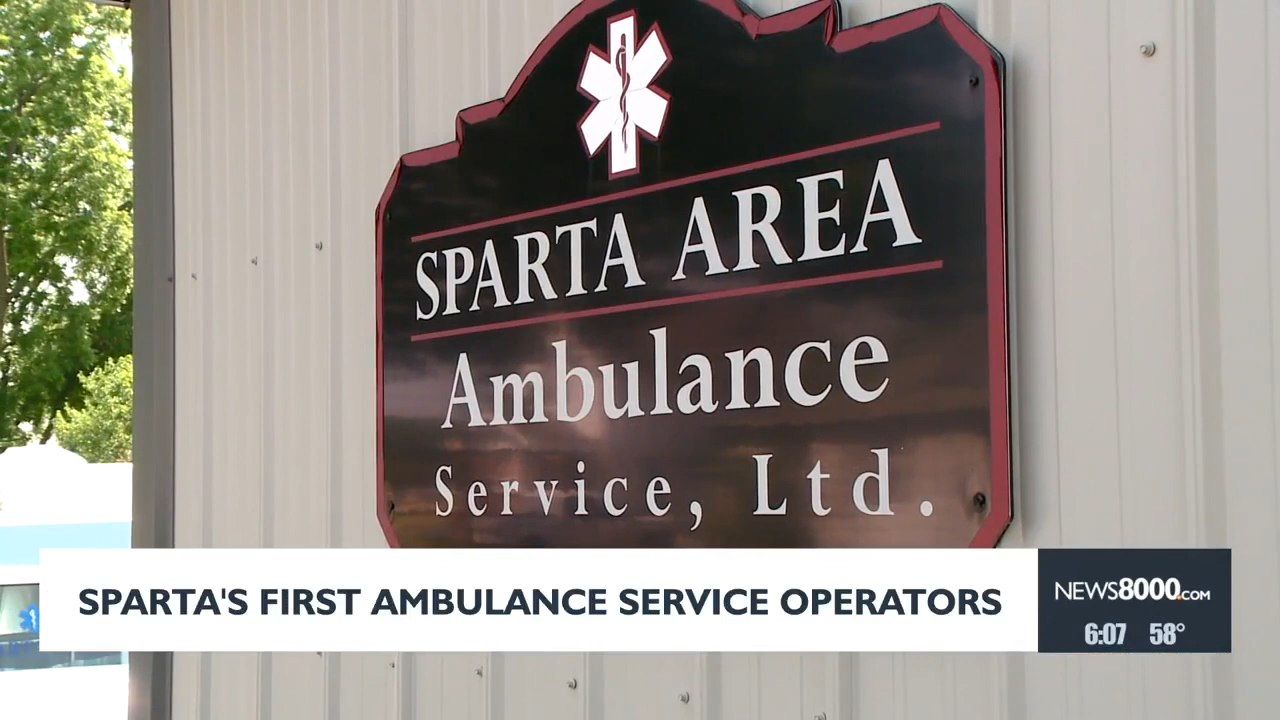 SPARTA AREA
Ambulance
Service, Ltd.
SPARTA'S FIRST AMBULANCE SERVICE OPERATORS
NEWS8000.COM
6:07 58°